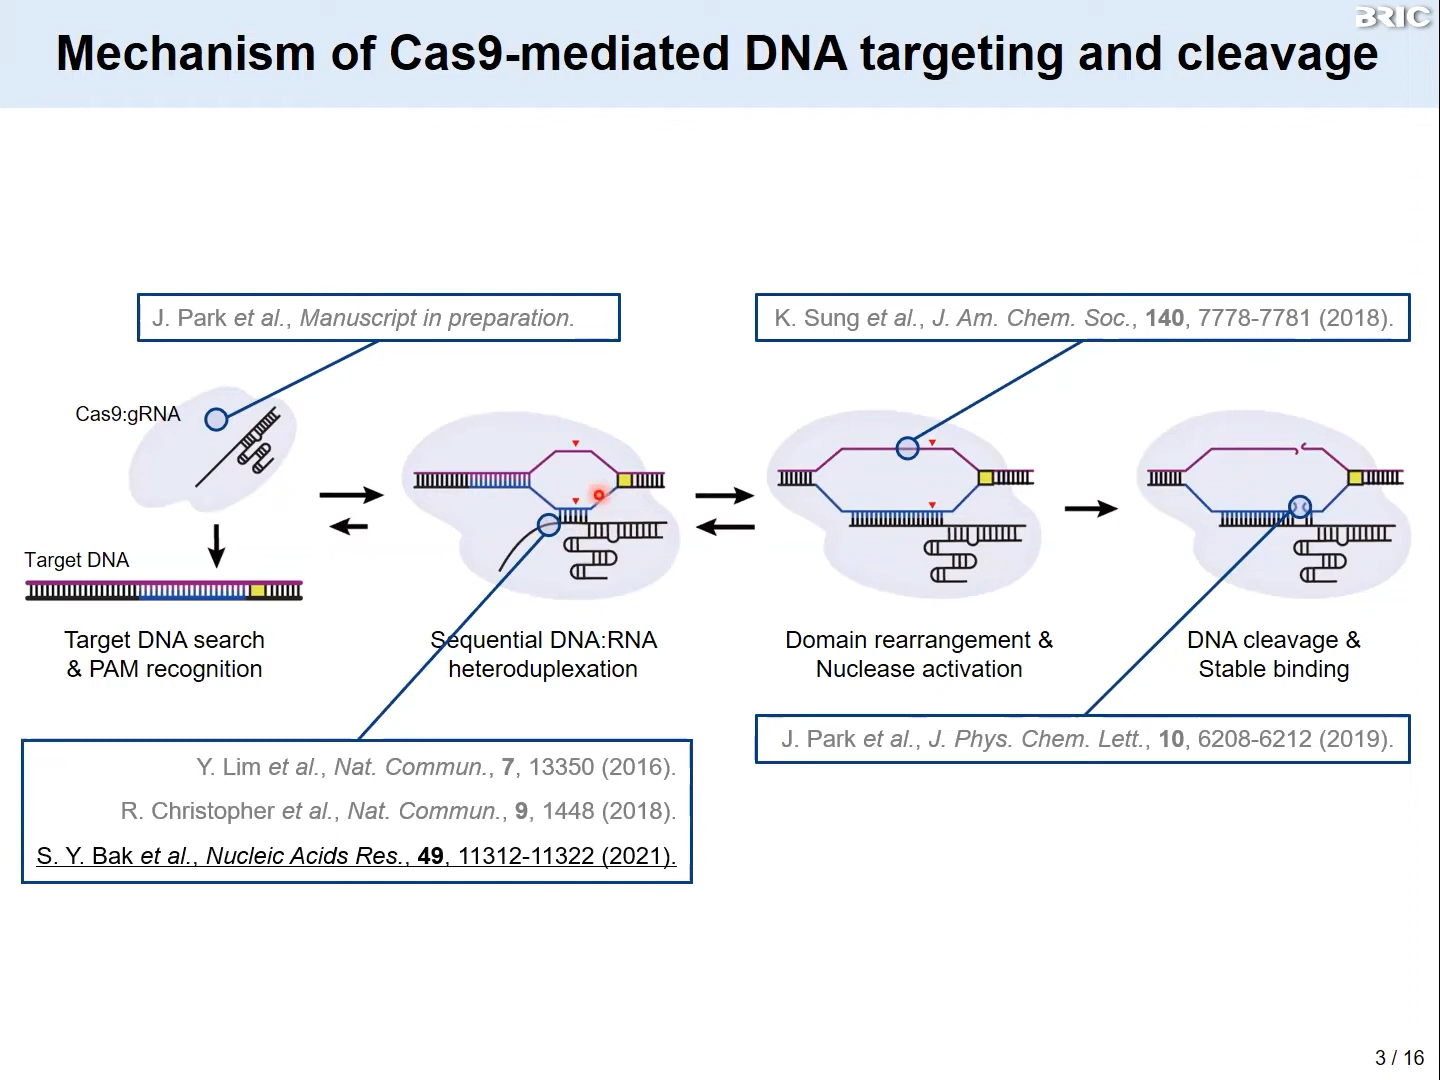 BRIC
Mechanism of Cas9-mediated DNA targeting and cleavage
J. Park et al., Manuscript in preparation.
K. Sung et al., J. Am. Chem. Soc., 140, 7778-7781 (2018).
Cas9:gRNA
Target DNA
Target DNA search
& PAM recognition
Sequential DNA:RNA
heteroduplexation
Domain rearrangement &
Nuclease activation
DNA cleavage &
Stable binding
Y. Lim et al., Nat. Commun., 7, 13350 (2016).
R. Christopher et al., Nat. Commun., 9, 1448 (2018).
S. Y. Bak et al., Nucleic Acids Res., 49, 11312-11322 (2021).
J. Park et al., J. Phys. Chem. Lett., 10, 6208-6212 (2019).
3 / 16